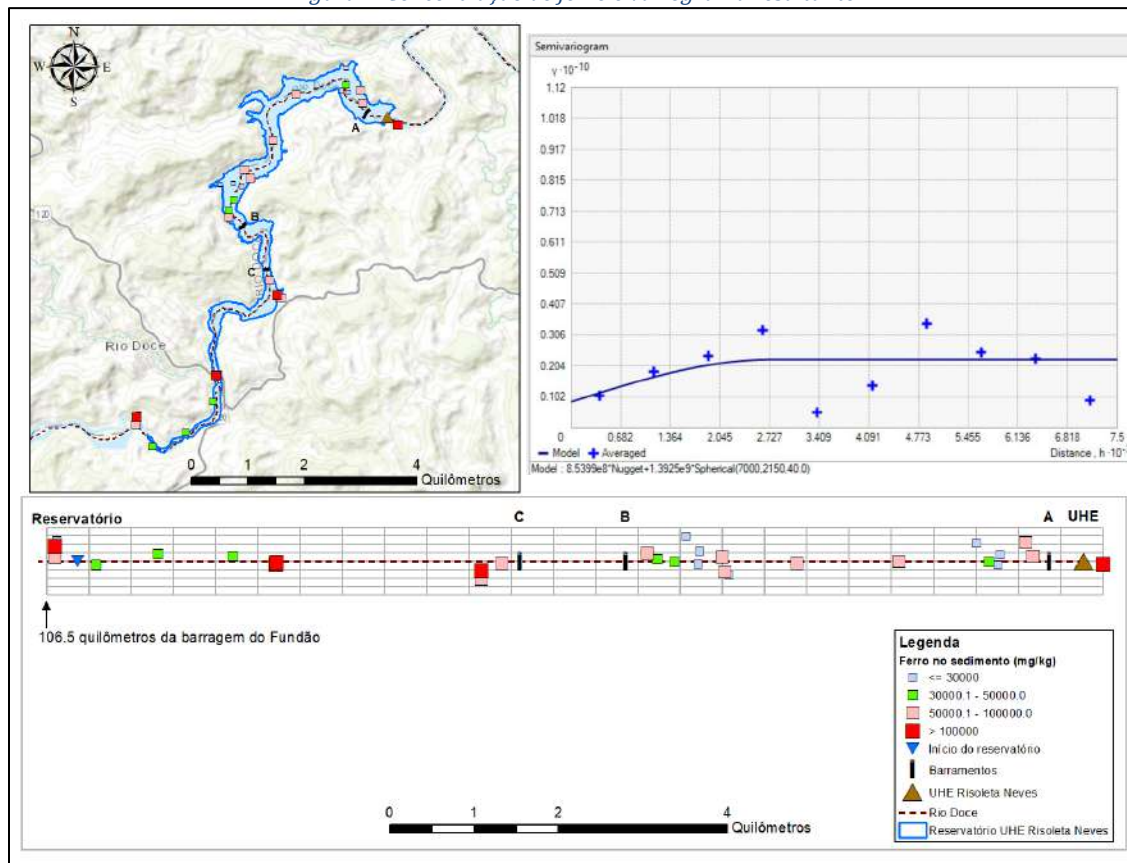 N
W E
S
A
B
C
120
Rio Doce
0 2 4
Quilômetros
Semivariogram
γ ·10⁻¹⁰
1.12
1.018
0.917
0.815
0.713
0.611
0.509
0.407
0.306
0.204
0.102
0 0.682 1.364 2.045 2.727 3.409 4.091 4.773 5.455 6.136 6.818 7.5
Model Averaged
Distance , h ·10
Model : 8.5399e8*Nugget+1.3925e9*Spherical(7000,2150,40.0)
Reservatório C B A UHE
106.5 quilômetros da barragem do Fundão
Legenda
Ferro no sedimento (mg/kg)
<= 30000
30000.1 - 50000.0
50000.1 - 100000.0
> 100000
Início do reservatório
Barramentos
UHE Risoleta Neves
Rio Doce
Reservatório UHE Risoleta Neves
0 2 4
Quilômetros